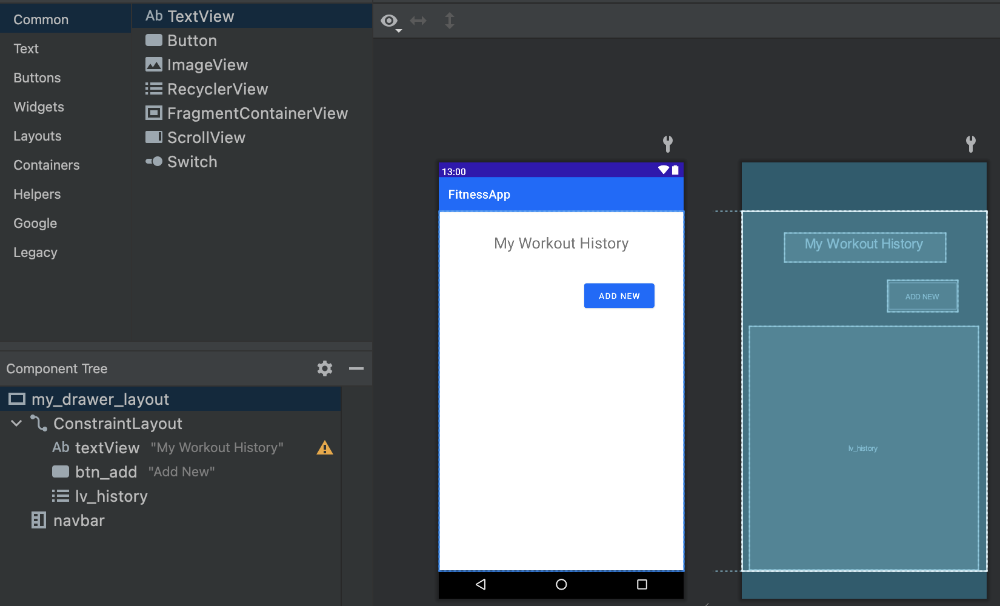 Common
Text
Buttons
Widgets
Layouts
Containers
Helpers
Google
Legacy
Ab TextView
Button
ImageView
RecyclerView
FragmentContainerView
ScrollView
Switch
Component Tree
my_drawer_layout
ConstraintLayout
Ab textView "My Workout History"
btn_add "Add New"
lv_history
navbar
13:00
FitnessApp
My Workout History
ADD NEW
My Workout History
ADD NEW
lv_history